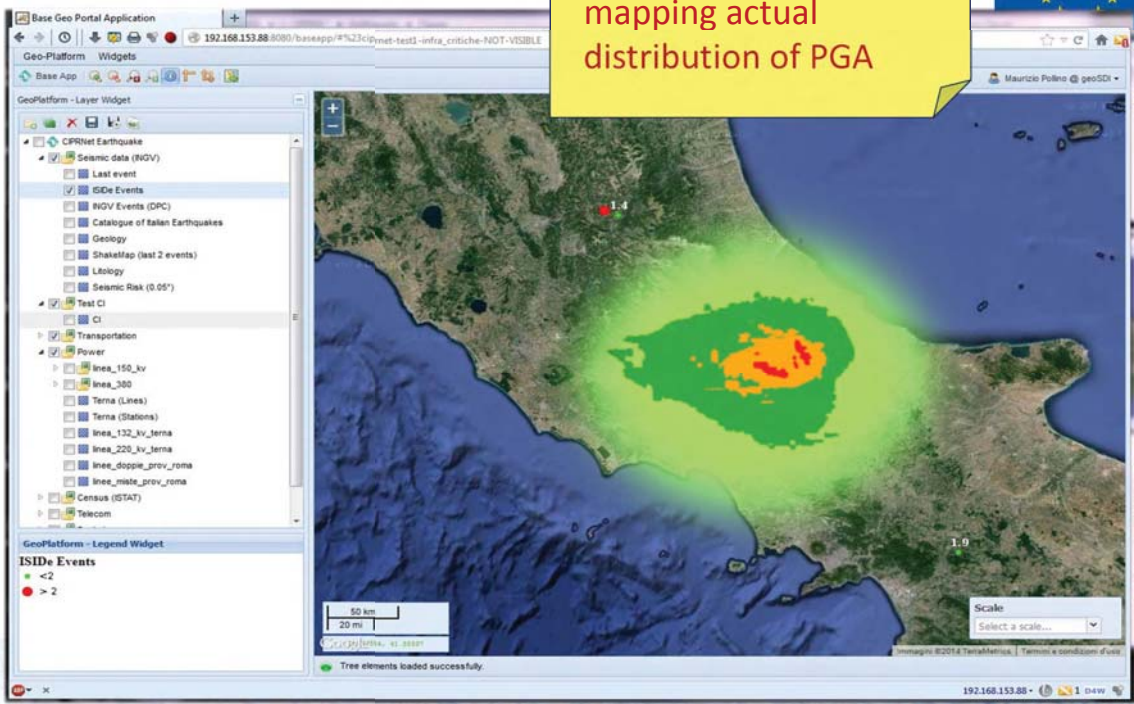 mapping actual
distribution of PGA
Base Geo Portal Application
192.168.153.88:8080/baseapp/#%23ciprnet-test1-infra_critiche-NOT-VISIBLE
Geo-Platform Widgets
Base App
Maurizio Pollino @ geoSDI
GeoPlatform - Layer Widget
CIPRNet Earthquake
Seismic data (INGV)
Last event
ISIDe Events
INGV Events (DPC)
Catalogue of Italian Earthquakes
Geology
ShakeMap (last 2 events)
Litology
Seismic Risk (0.05°)
Test CI
CI
Transportation
Power
linea_150_kv
linea_380
Terna (Lines)
Terna (Stations)
linea_132_kv_terna
linea_220_kv_terna
linee_doppie_prov_roma
linee_miste_prov_roma
Census (ISTAT)
Telecom
GeoPlatform - Legend Widget
ISIDe Events
<2
> 2
1.4
1.9
50 km
20 mi
Scale
Select a scale...
Immagini ©2014 TerraMetrics
Termini e condizioni d'uso
Tree elements loaded successfully.
192.168.153.88
1 D4W